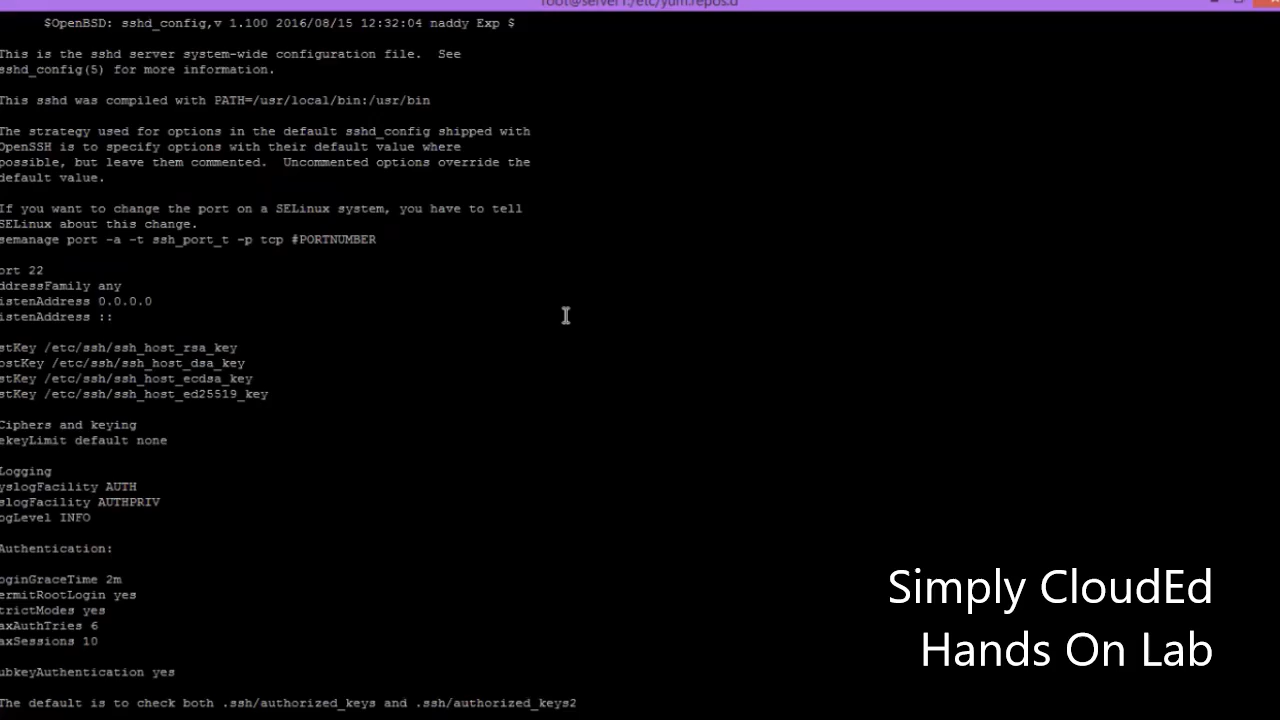 root@server1:/etc/yum.repos.d
$OpenBSD: sshd_config,v 1.100 2016/08/15 12:32:04 naddy Exp $
This is the sshd server system-wide configuration file.  See
sshd_config(5) for more information.
This sshd was compiled with PATH=/usr/local/bin:/usr/bin
The strategy used for options in the default sshd_config shipped with
OpenSSH is to specify options with their default value where
possible, but leave them commented.  Uncommented options override the
default value.
If you want to change the port on a SELinux system, you have to tell
SELinux about this change.
semanage port -a -t ssh_port_t -p tcp #PORTNUMBER
ort 22
ddressFamily any
istenAddress 0.0.0.0
istenAddress ::
stKey /etc/ssh/ssh_host_rsa_key
ostKey /etc/ssh/ssh_host_dsa_key
stKey /etc/ssh/ssh_host_ecdsa_key
stKey /etc/ssh/ssh_host_ed25519_key
Ciphers and keying
ekeyLimit default none
Logging
yslogFacility AUTH
slogFacility AUTHPRIV
ogLevel INFO
Authentication:
oginGraceTime 2m
ermitRootLogin yes
trictModes yes
axAuthTries 6
axSessions 10
ubkeyAuthentication yes
The default is to check both .ssh/authorized_keys and .ssh/authorized_keys2
Simply CloudEd
Hands On Lab